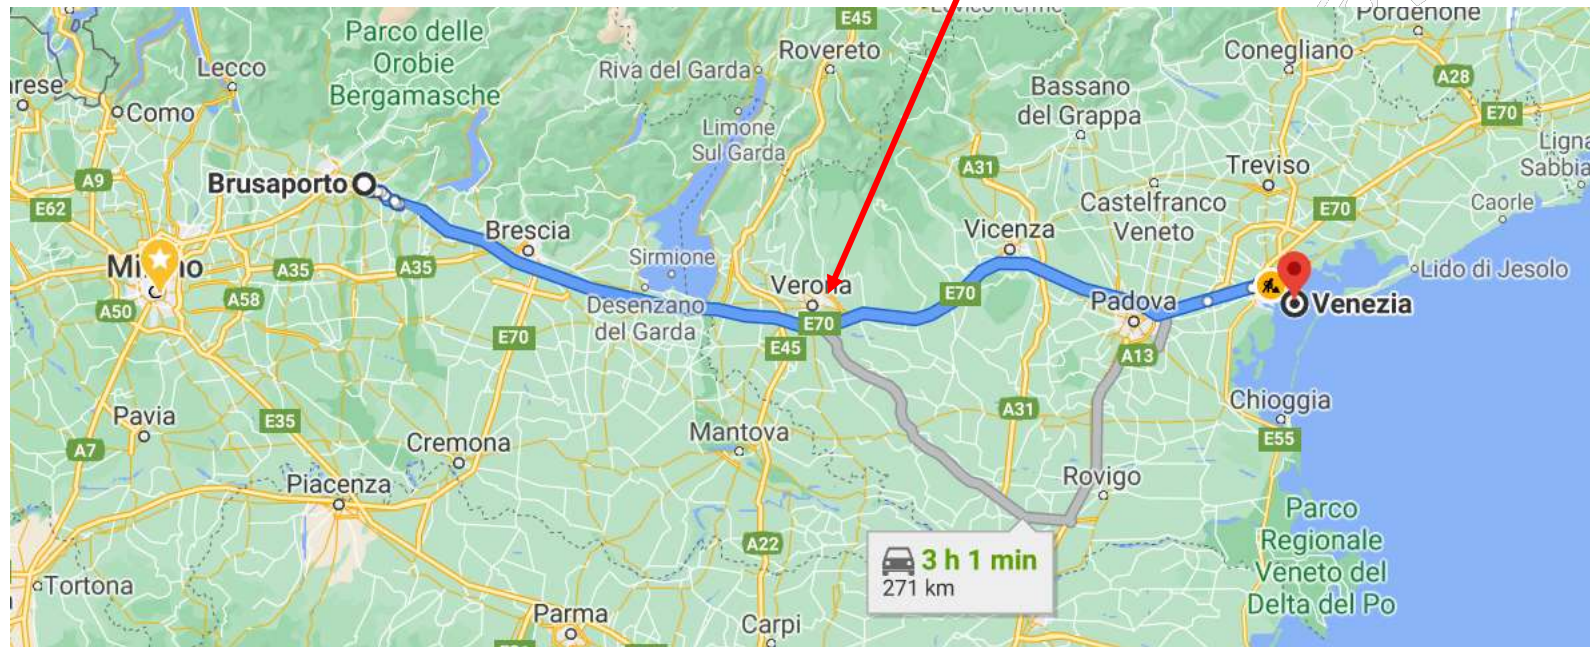 Levico Terme
Pordenone
E45
Parco delle
Orobie
Bergamasche
Rovereto
Conegliano
Lecco
Riva del Garda
A28
Bassano
del Grappa
Como
E70
Limone
Sul Garda
Treviso
A31
A9
Brusaporto
Castelfranco
Veneto
Caorle
E62
E70
Brescia
Vicenza
Sirmione
Milano
A35
A35
Lido di Jesolo
A58
Verona
E70
A50
Desenzano
del Garda
Padova
Venezia
E70
E70
E45
A13
Pavia
E35
A31
Chioggia
A7
Cremona
Mantova
E55
Piacenza
Rovigo
Parco
Regionale
Veneto del
Delta del Po
A22
3 h 1 min
271 km
Tortona
Parma
Carpi